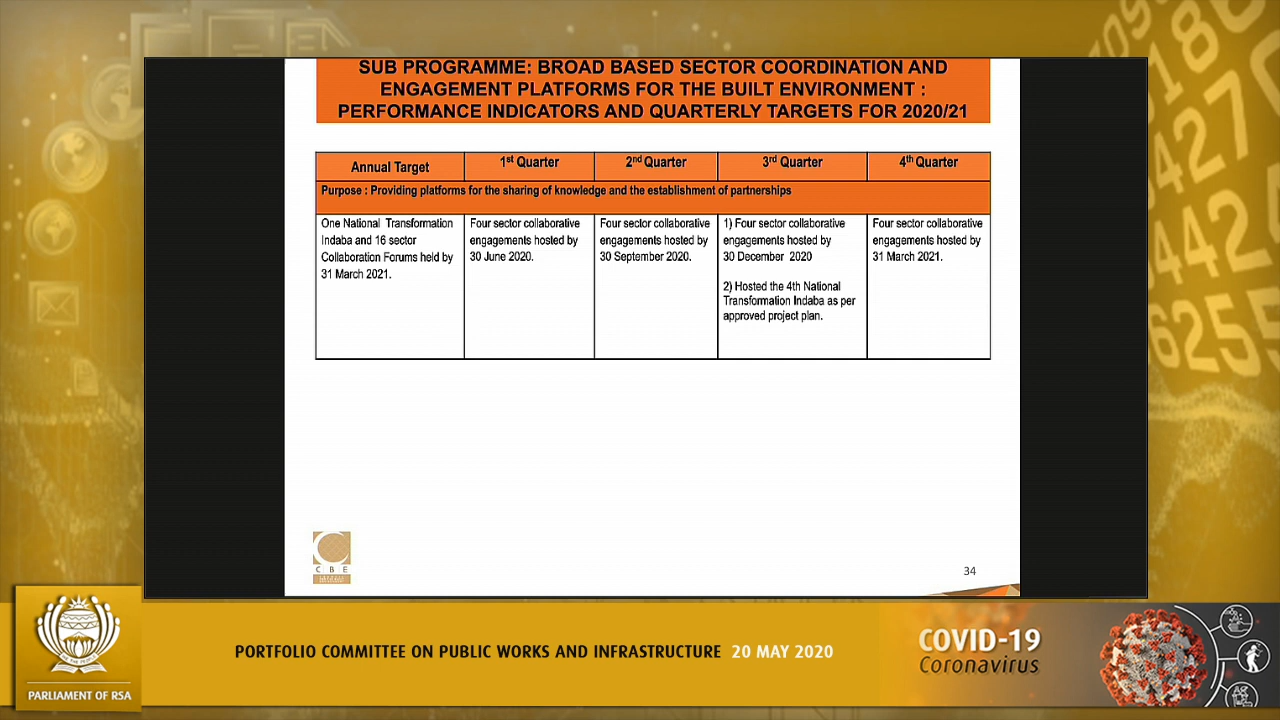 SUB PROGRAMME: BROAD BASED SECTOR COORDINATION AND
ENGAGEMENT PLATFORMS FOR THE BUILT ENVIRONMENT :
PERFORMANCE INDICATORS AND QUARTERLY TARGETS FOR 2020/21
Annual Target
1st Quarter
2nd Quarter
3rd Quarter
4th Quarter
Purpose : Providing platforms for the sharing of knowledge and the establishment of partnerships
One National Transformation
Indaba and 16 sector
Collaboration Forums held by
31 March 2021.
Four sector collaborative
engagements hosted by
30 June 2020.
Four sector collaborative
engagements hosted by
30 September 2020.
1) Four sector collaborative
engagements hosted by
30 December 2020
2) Hosted the 4th National
Transformation Indaba as per
approved project plan.
Four sector collaborative
engagements hosted by
31 March 2021.
C B E
34
PARLIAMENT OF RSA
PORTFOLIO COMMITTEE ON PUBLIC WORKS AND INFRASTRUCTURE 20 MAY 2020
COVID-19
Coronavirus